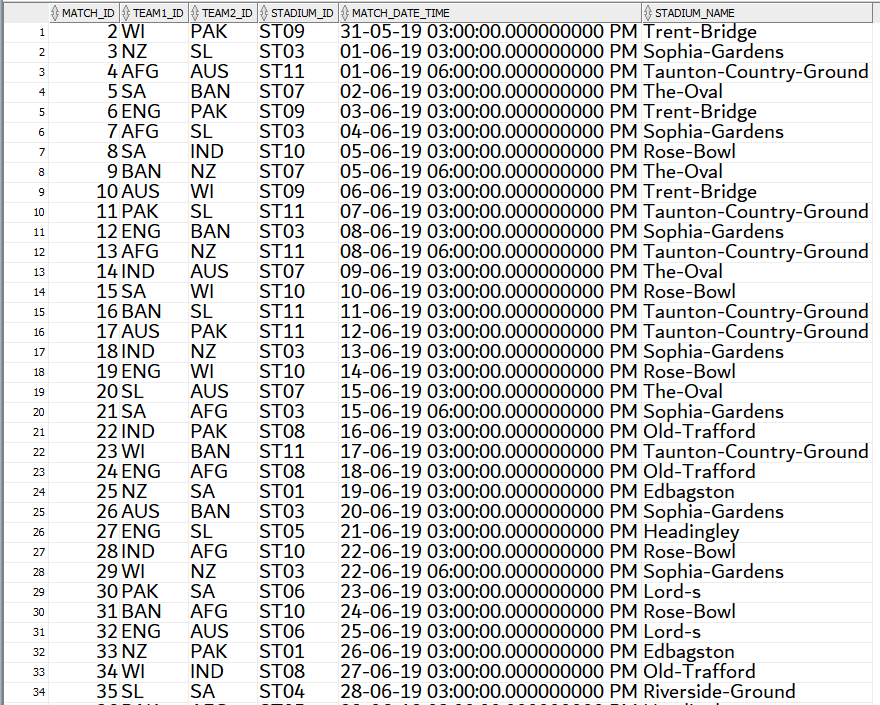 MATCH_ID TEAM1_ID TEAM2_ID STADIUM_ID MATCH_DATE_TIME STADIUM_NAME
1 2 WI PAK ST09 31-05-19 03:00:00.000000000 PM Trent-Bridge
2 3 NZ SL ST03 01-06-19 03:00:00.000000000 PM Sophia-Gardens
3 4 AFG AUS ST11 01-06-19 06:00:00.000000000 PM Taunton-Country-Ground
4 5 SA BAN ST07 02-06-19 03:00:00.000000000 PM The-Oval
5 6 ENG PAK ST09 03-06-19 03:00:00.000000000 PM Trent-Bridge
6 7 AFG SL ST03 04-06-19 03:00:00.000000000 PM Sophia-Gardens
7 8 SA IND ST10 05-06-19 03:00:00.000000000 PM Rose-Bowl
8 9 BAN NZ ST07 05-06-19 06:00:00.000000000 PM The-Oval
9 10 AUS WI ST09 06-06-19 03:00:00.000000000 PM Trent-Bridge
10 11 PAK SL ST11 07-06-19 03:00:00.000000000 PM Taunton-Country-Ground
11 12 ENG BAN ST03 08-06-19 03:00:00.000000000 PM Sophia-Gardens
12 13 AFG NZ ST11 08-06-19 06:00:00.000000000 PM Taunton-Country-Ground
13 14 IND AUS ST07 09-06-19 03:00:00.000000000 PM The-Oval
14 15 SA WI ST10 10-06-19 03:00:00.000000000 PM Rose-Bowl
15 16 BAN SL ST11 11-06-19 03:00:00.000000000 PM Taunton-Country-Ground
16 17 AUS PAK ST11 12-06-19 03:00:00.000000000 PM Taunton-Country-Ground
17 18 IND NZ ST03 13-06-19 03:00:00.000000000 PM Sophia-Gardens
18 19 ENG WI ST10 14-06-19 03:00:00.000000000 PM Rose-Bowl
19 20 SL AUS ST07 15-06-19 03:00:00.000000000 PM The-Oval
20 21 SA AFG ST03 15-06-19 06:00:00.000000000 PM Sophia-Gardens
21 22 IND PAK ST08 16-06-19 03:00:00.000000000 PM Old-Trafford
22 23 WI BAN ST11 17-06-19 03:00:00.000000000 PM Taunton-Country-Ground
23 24 ENG AFG ST08 18-06-19 03:00:00.000000000 PM Old-Trafford
24 25 NZ SA ST01 19-06-19 03:00:00.000000000 PM Edbagston
25 26 AUS BAN ST03 20-06-19 03:00:00.000000000 PM Sophia-Gardens
26 27 ENG SL ST05 21-06-19 03:00:00.000000000 PM Headingley
27 28 IND AFG ST10 22-06-19 03:00:00.000000000 PM Rose-Bowl
28 29 WI NZ ST03 22-06-19 06:00:00.000000000 PM Sophia-Gardens
29 30 PAK SA ST06 23-06-19 03:00:00.000000000 PM Lord-s
30 31 BAN AFG ST10 24-06-19 03:00:00.000000000 PM Rose-Bowl
31 32 ENG AUS ST06 25-06-19 03:00:00.000000000 PM Lord-s
32 33 NZ PAK ST01 26-06-19 03:00:00.000000000 PM Edbagston
33 34 WI IND ST08 27-06-19 03:00:00.000000000 PM Old-Trafford
34 35 SL SA ST04 28-06-19 03:00:00.000000000 PM Riverside-Ground